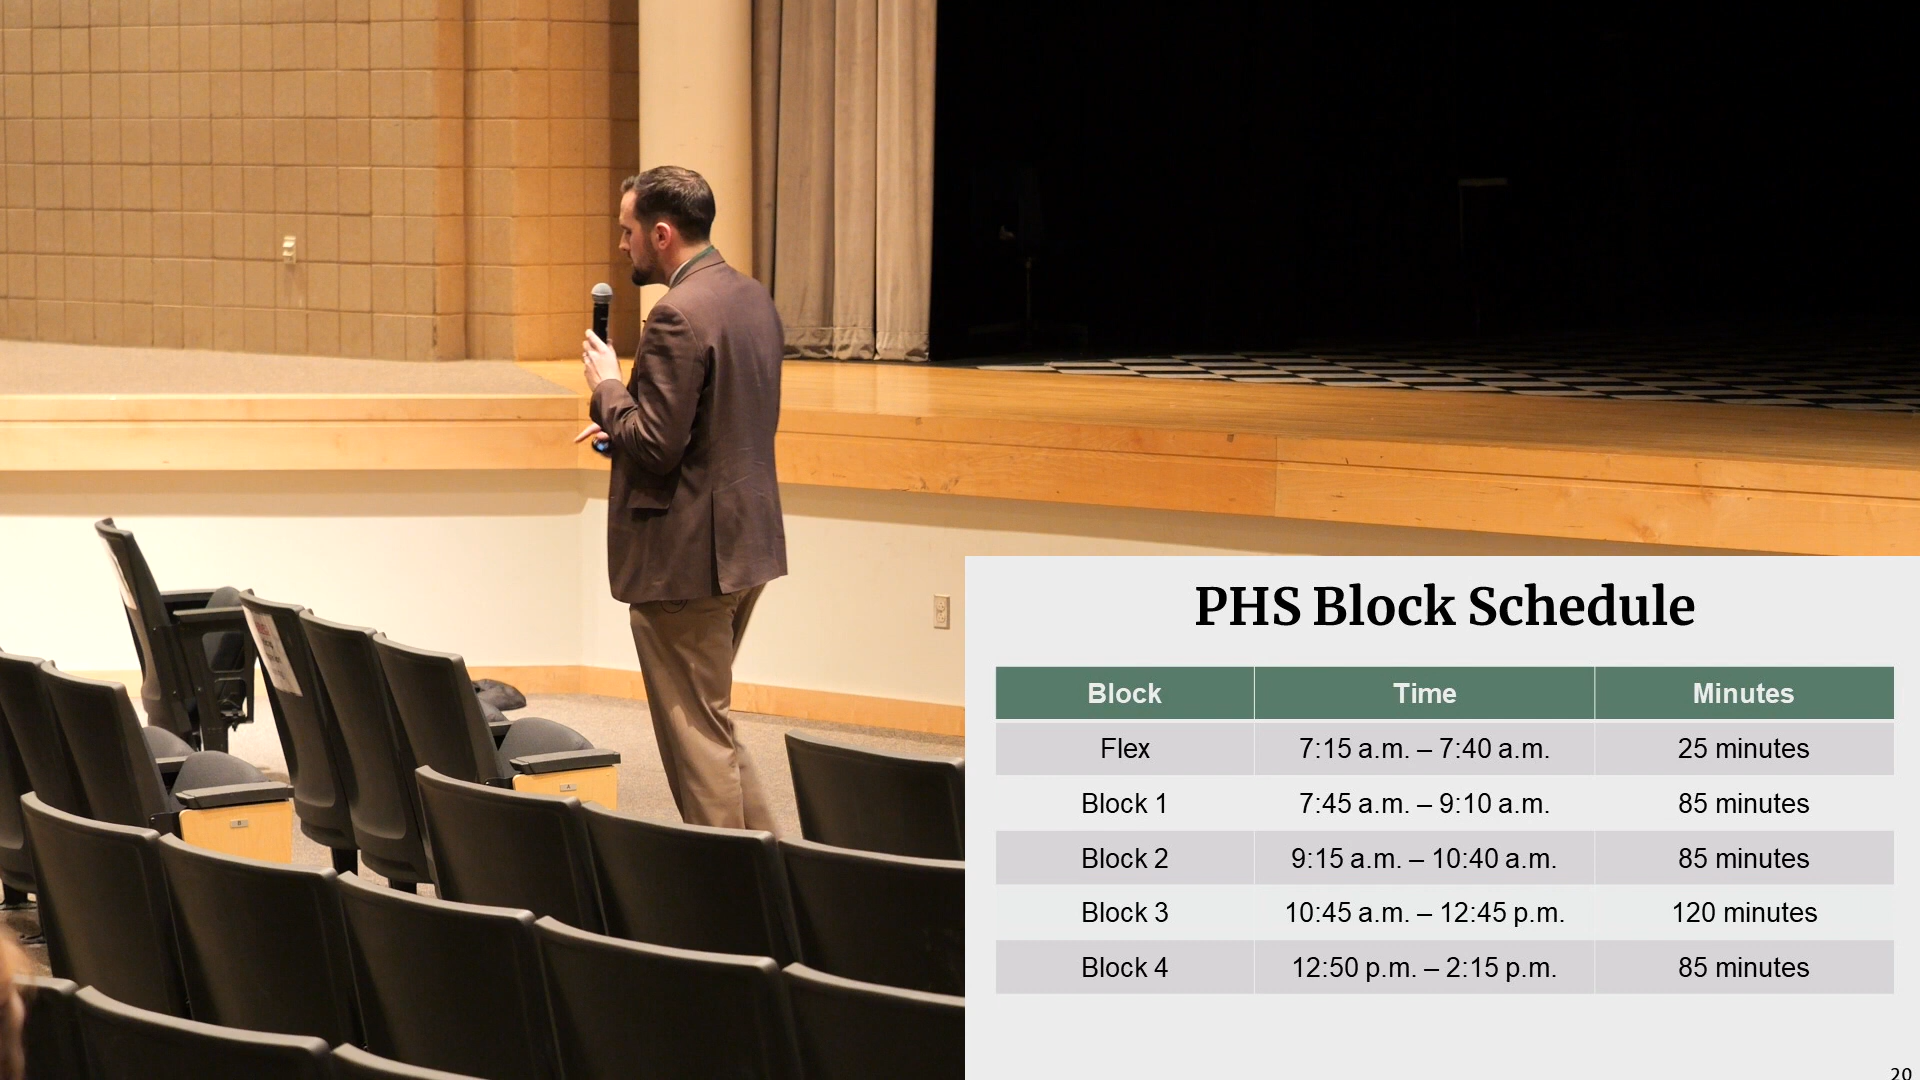 PHS Block Schedule
Block Time Minutes
Flex 7:15 a.m. – 7:40 a.m. 25 minutes
Block 1 7:45 a.m. – 9:10 a.m. 85 minutes
Block 2 9:15 a.m. – 10:40 a.m. 85 minutes
Block 3 10:45 a.m. – 12:45 p.m. 120 minutes
Block 4 12:50 p.m. – 2:15 p.m. 85 minutes
20